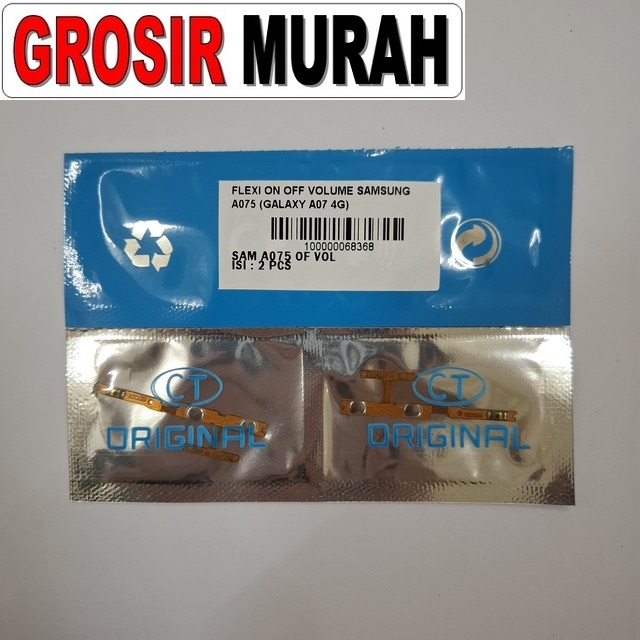 GROSIR MURAH
FLEXI ON OFF VOLUME SAMSUNG
A075 (GALAXY A07 4G)
100000068368
SAM A075 OF VOL
ISI : 2 PCS
CT
ORIGINAL
CT
ORIGINAL